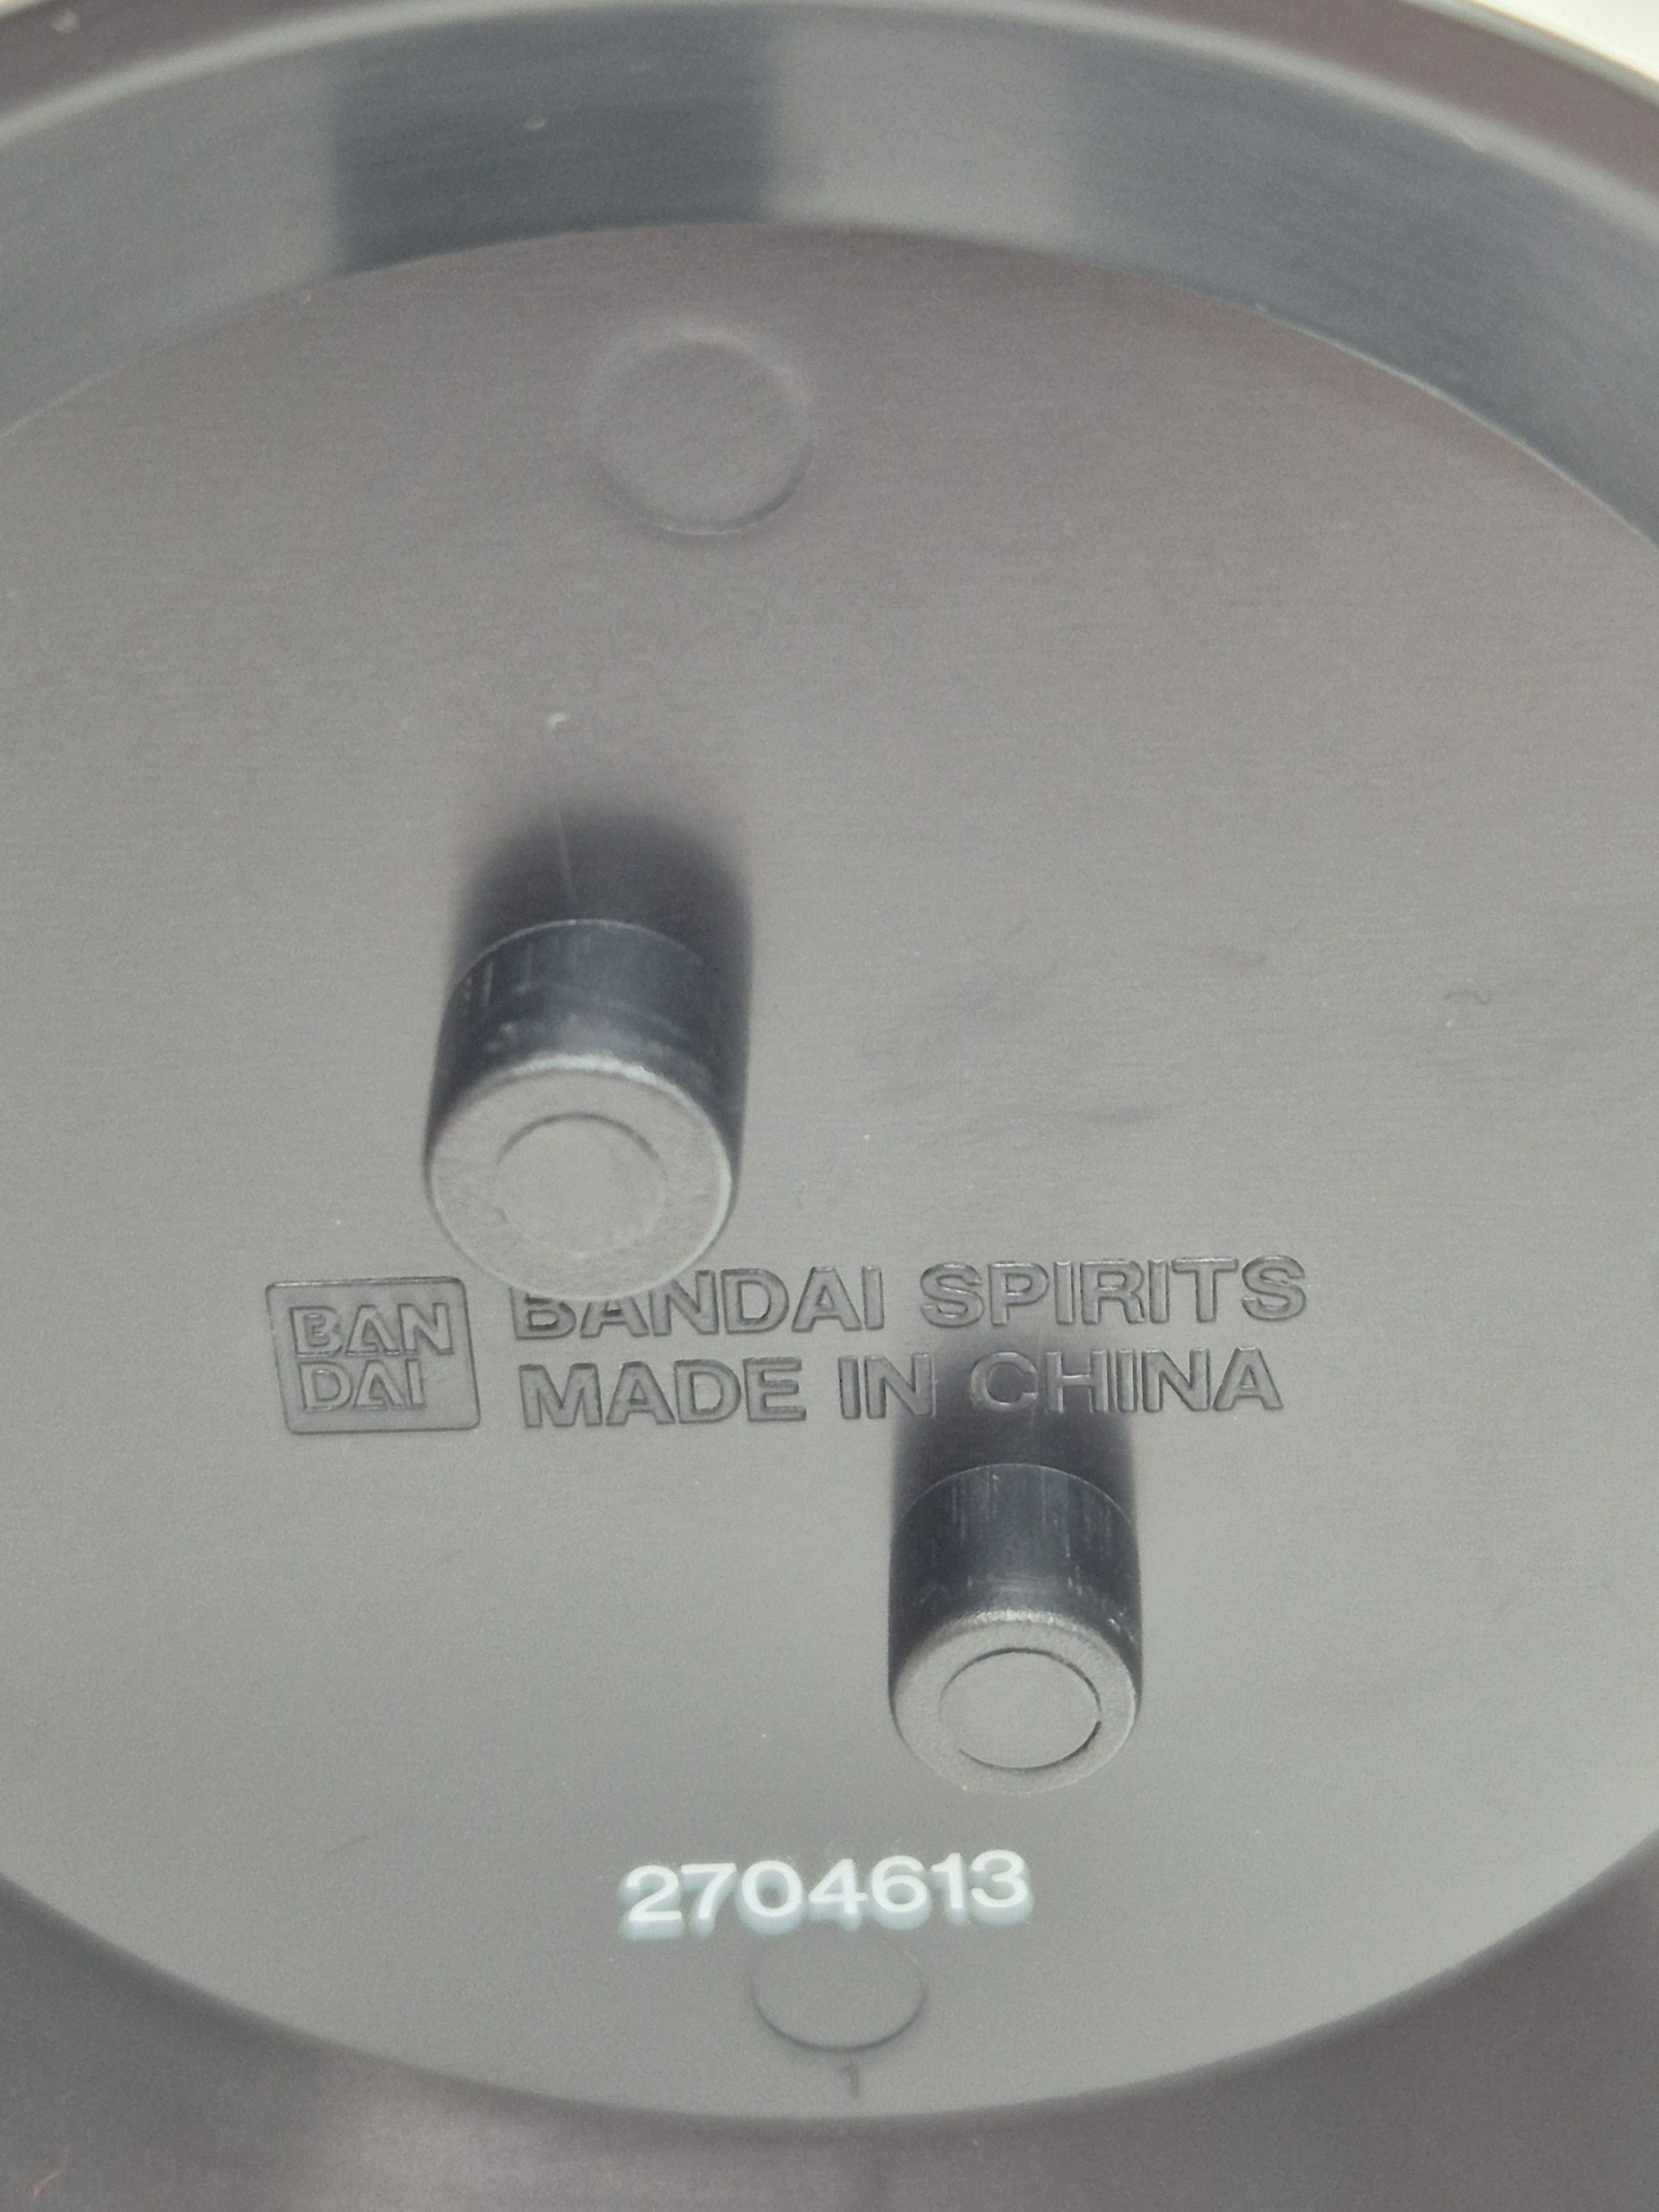 BAN
DAI
BANDAI SPIRITS
MADE IN CHINA
2704613
1